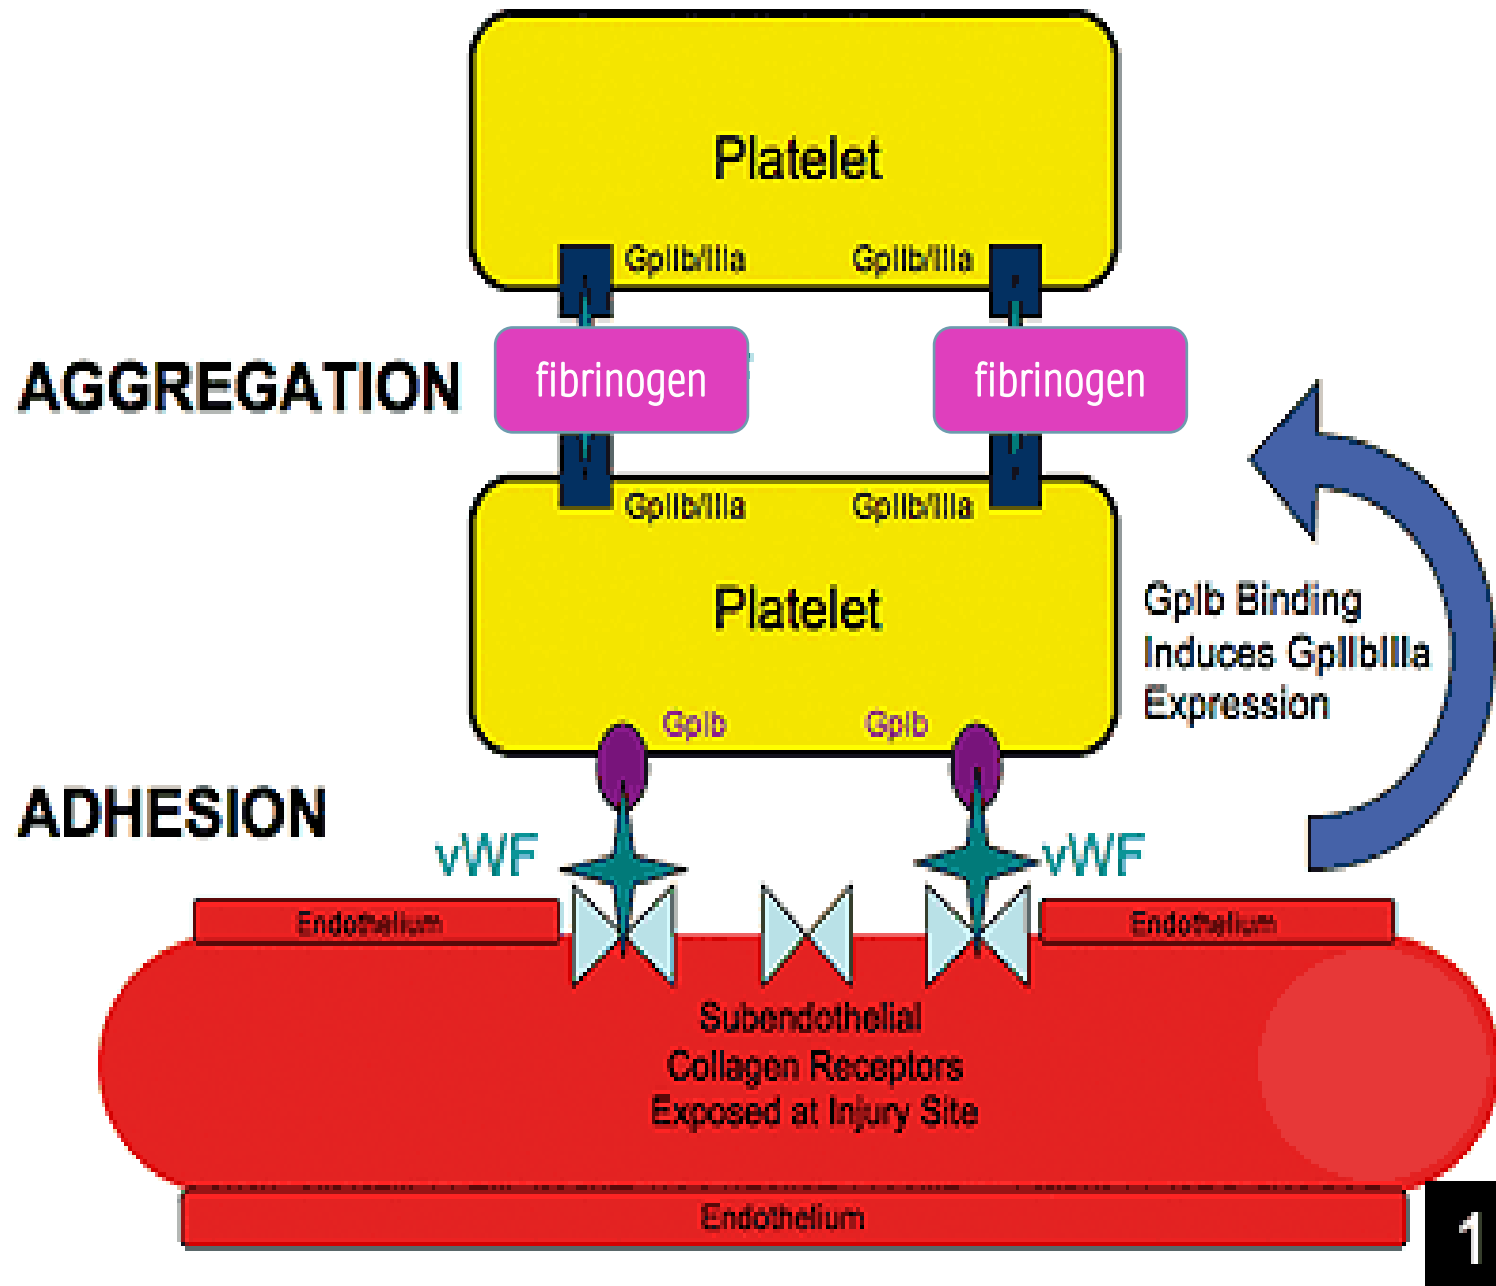 Platelet
GpIIb/IIIa GpIIb/IIIa
AGGREGATION fibrinogen fibrinogen
GpIIb/IIIa GpIIb/IIIa
Platelet
GpIb Binding
Induces GpIIbIIIa
Expression
GpIb GpIb
ADHESION
vWF vWF
Endothelium Endothelium
Subendothelial
Collagen Receptors
Exposed at Injury Site
Endothelium
1